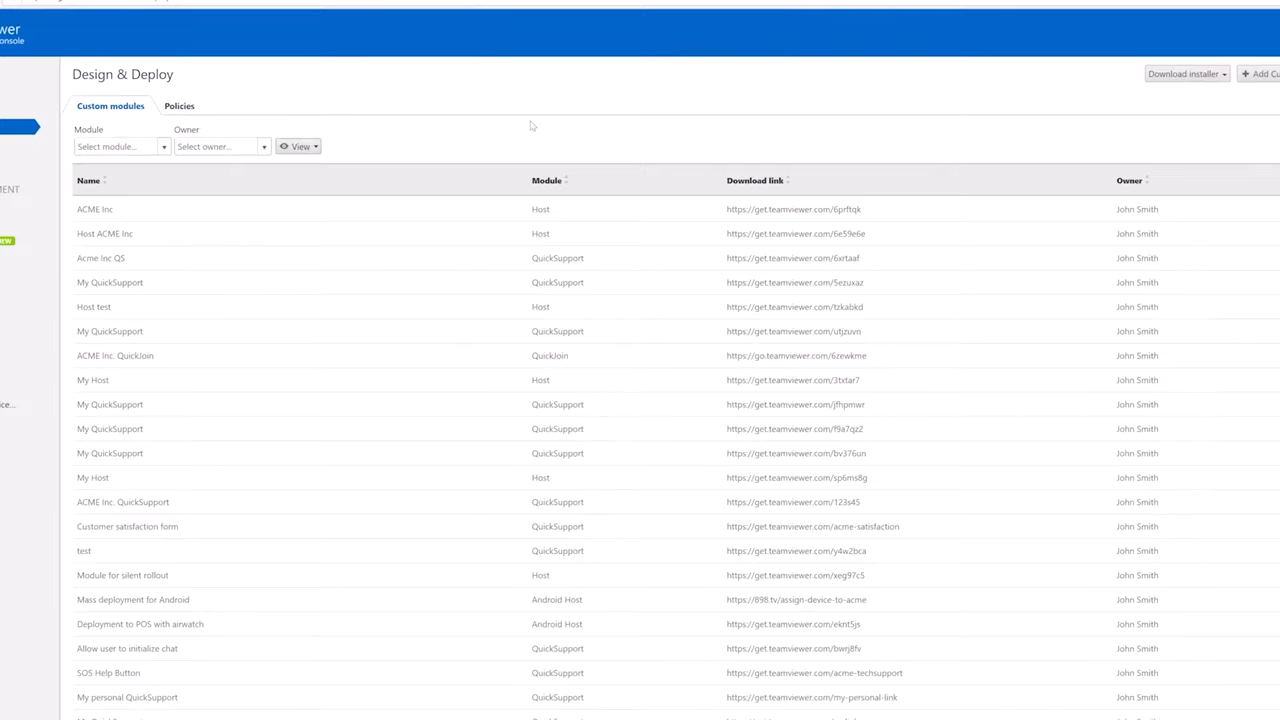 wer
onsole
Design & Deploy
Download installer
+ Add Cu
Custom modules
Policies
Module
Owner
Select module...
Select owner...
View
MENT
ew
ice...
Name
Module
Download link
Owner
ACME Inc Host https://get.teamviewer.com/6prftqk John Smith
Host ACME Inc Host https://get.teamviewer.com/6e59e6e John Smith
Acme Inc QS QuickSupport https://get.teamviewer.com/6xrtaaf John Smith
My QuickSupport QuickSupport https://get.teamviewer.com/5ezuxaz John Smith
Host test Host https://get.teamviewer.com/tzkabkd John Smith
My QuickSupport QuickSupport https://get.teamviewer.com/utjzuvn John Smith
ACME Inc. QuickJoin QuickJoin https://go.teamviewer.com/6zewkme John Smith
My Host Host https://get.teamviewer.com/3txtar7 John Smith
My QuickSupport QuickSupport https://get.teamviewer.com/jfhpmwr John Smith
My QuickSupport QuickSupport https://get.teamviewer.com/f9a7qz2 John Smith
My QuickSupport QuickSupport https://get.teamviewer.com/bv376un John Smith
My Host Host https://get.teamviewer.com/sp6ms8g John Smith
ACME Inc. QuickSupport QuickSupport https://get.teamviewer.com/123s45 John Smith
Customer satisfaction form QuickSupport https://get.teamviewer.com/acme-satisfaction John Smith
test QuickSupport https://get.teamviewer.com/y4w2bca John Smith
Module for silent rollout Host https://get.teamviewer.com/xeg97c5 John Smith
Mass deployment for Android Android Host https://898.tv/assign-device-to-acme John Smith
Deployment to POS with airwatch Android Host https://get.teamviewer.com/eknt5js John Smith
Allow user to initialize chat QuickSupport https://get.teamviewer.com/bwrj8fv John Smith
SOS Help Button QuickSupport https://get.teamviewer.com/acme-techsupport John Smith
My personal QuickSupport QuickSupport https://get.teamviewer.com/my-personal-link John Smith